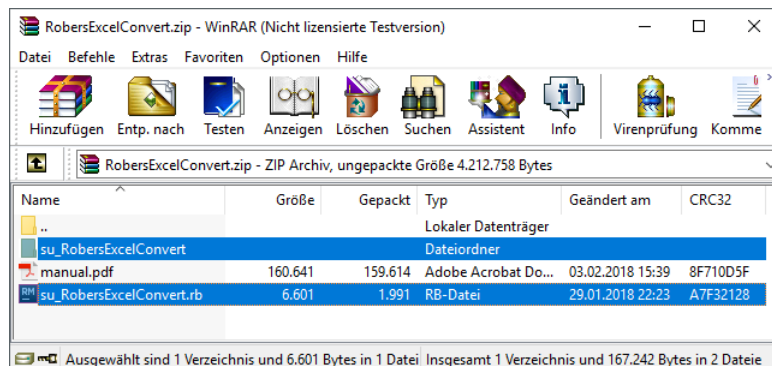 RobersExcelConvert.zip - WinRAR (Nicht lizensierte Testversion)
Datei Befehle Extras Favoriten Optionen Hilfe
Hinzufügen Entp. nach Testen Anzeigen Löschen Suchen Assistent Info Virenprüfung Komme
RobersExcelConvert.zip - ZIP Archiv, ungepackte Größe 4.212.758 Bytes
Name Größe Gepackt Typ Geändert am CRC32
.. Lokaler Datenträger
su_RobersExcelConvert Dateiordner
manual.pdf 160.641 159.614 Adobe Acrobat Do... 03.02.2018 15:39 8F710D5F
su_RobersExcelConvert.rb 6.601 1.991 RB-Datei 29.01.2018 22:23 A7F32128
Ausgewählt sind 1 Verzeichnis und 6.601 Bytes in 1 Datei Insgesamt 1 Verzeichnis und 167.242 Bytes in 2 Dateie